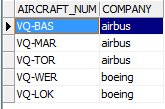 AIRCRAFT_NUM COMPANY
VQ-BAS airbus
VQ-MAR airbus
VQ-TOR airbus
VQ-WER boeing
VQ-LOK boeing